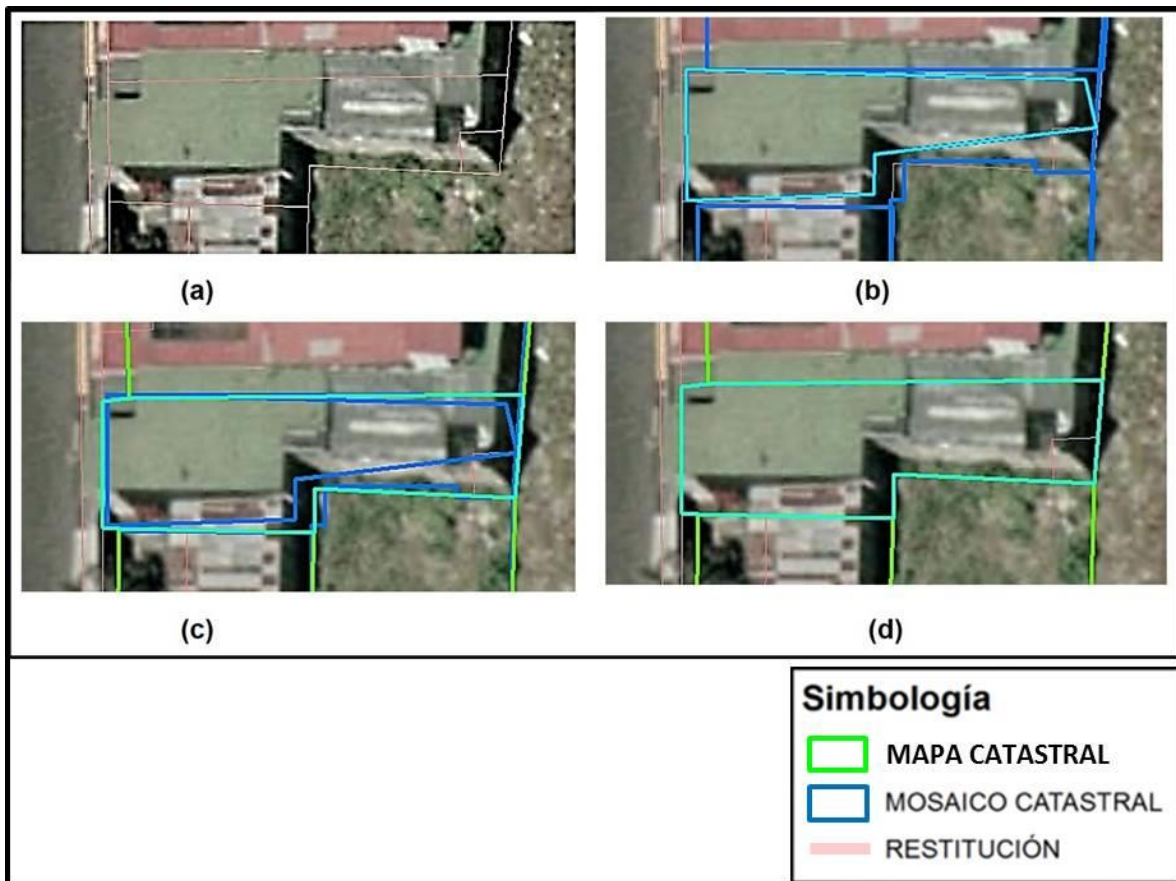 (a)
(b)
(c)
(d)
Simbología
MAPA CATASTRAL
MOSAICO CATASTRAL
RESTITUCIÓN